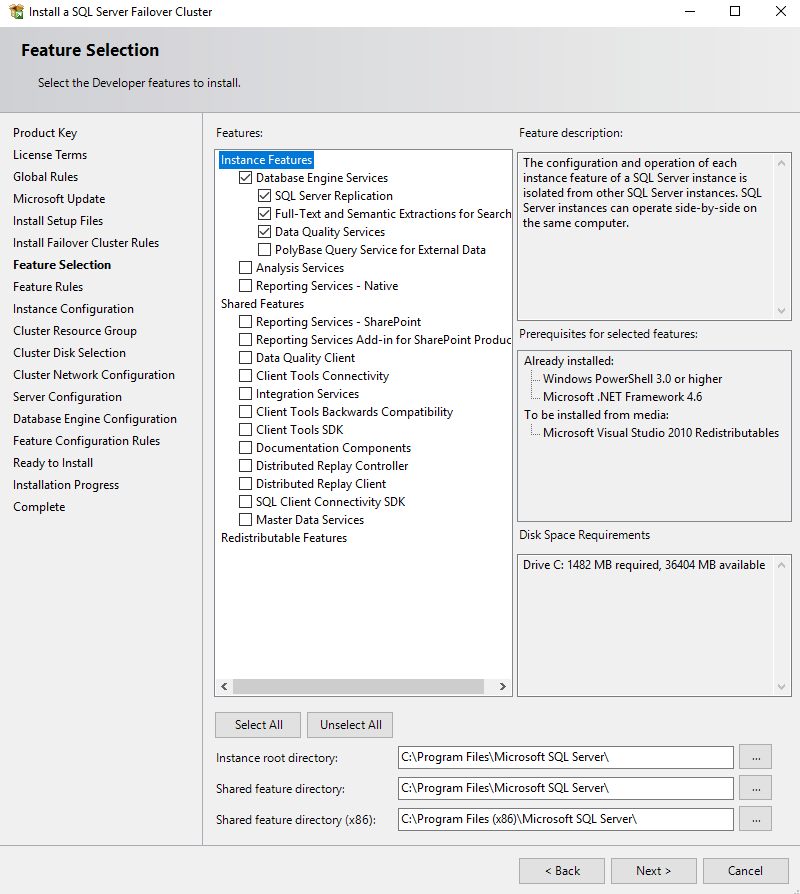 Install a SQL Server Failover Cluster
Feature Selection
Select the Developer features to install.
Product Key
License Terms
Global Rules
Microsoft Update
Install Setup Files
Install Failover Cluster Rules
Feature Selection
Feature Rules
Instance Configuration
Cluster Resource Group
Cluster Disk Selection
Cluster Network Configuration
Server Configuration
Database Engine Configuration
Feature Configuration Rules
Ready to Install
Installation Progress
Complete
Features:
Instance Features
Database Engine Services
SQL Server Replication
Full-Text and Semantic Extractions for Search
Data Quality Services
PolyBase Query Service for External Data
Analysis Services
Reporting Services - Native
Shared Features
Reporting Services - SharePoint
Reporting Services Add-in for SharePoint Produc
Data Quality Client
Client Tools Connectivity
Integration Services
Client Tools Backwards Compatibility
Client Tools SDK
Documentation Components
Distributed Replay Controller
Distributed Replay Client
SQL Client Connectivity SDK
Master Data Services
Redistributable Features
Feature description:
The configuration and operation of each
instance feature of a SQL Server instance is
isolated from other SQL Server instances. SQL
Server instances can operate side-by-side on
the same computer.
Prerequisites for selected features:
Already installed:
Windows PowerShell 3.0 or higher
Microsoft .NET Framework 4.6
To be installed from media:
Microsoft Visual Studio 2010 Redistributables
Disk Space Requirements
Drive C: 1482 MB required, 36404 MB available
Select All
Unselect All
Instance root directory:
C:\Program Files\Microsoft SQL Server\
...
Shared feature directory:
C:\Program Files\Microsoft SQL Server\
...
Shared feature directory (x86):
C:\Program Files (x86)\Microsoft SQL Server\
...
< Back
Next >
Cancel